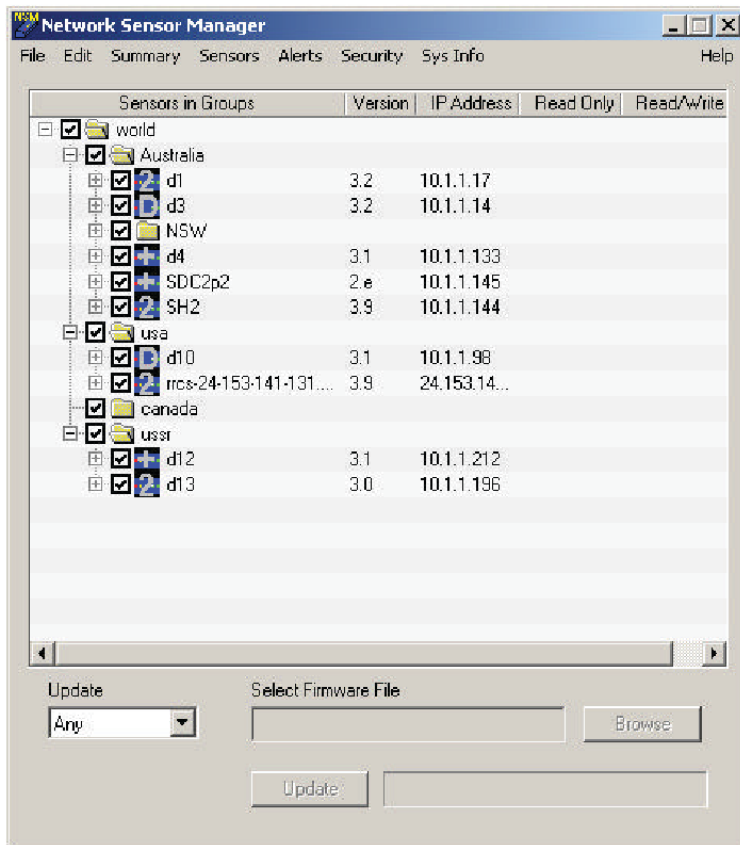 NSM Network Sensor Manager
File Edit Summary Sensors Alerts Security Sys Info Help
Sensors in Groups Version IP Address Read Only Read/Write
world
Australia
2 d1 3.2 10.1.1.17
D d3 3.2 10.1.1.14
NSW
d4 3.1 10.1.1.133
SDC2p2 2.e 10.1.1.145
2 SH2 3.9 10.1.1.144
usa
D d10 3.1 10.1.1.98
2 rrcs-24-153-141-131.... 3.9 24.153.14...
canada
ussr
d12 3.1 10.1.1.212
2 d13 3.0 10.1.1.196
Update Select Firmware File
Any Browse
Update